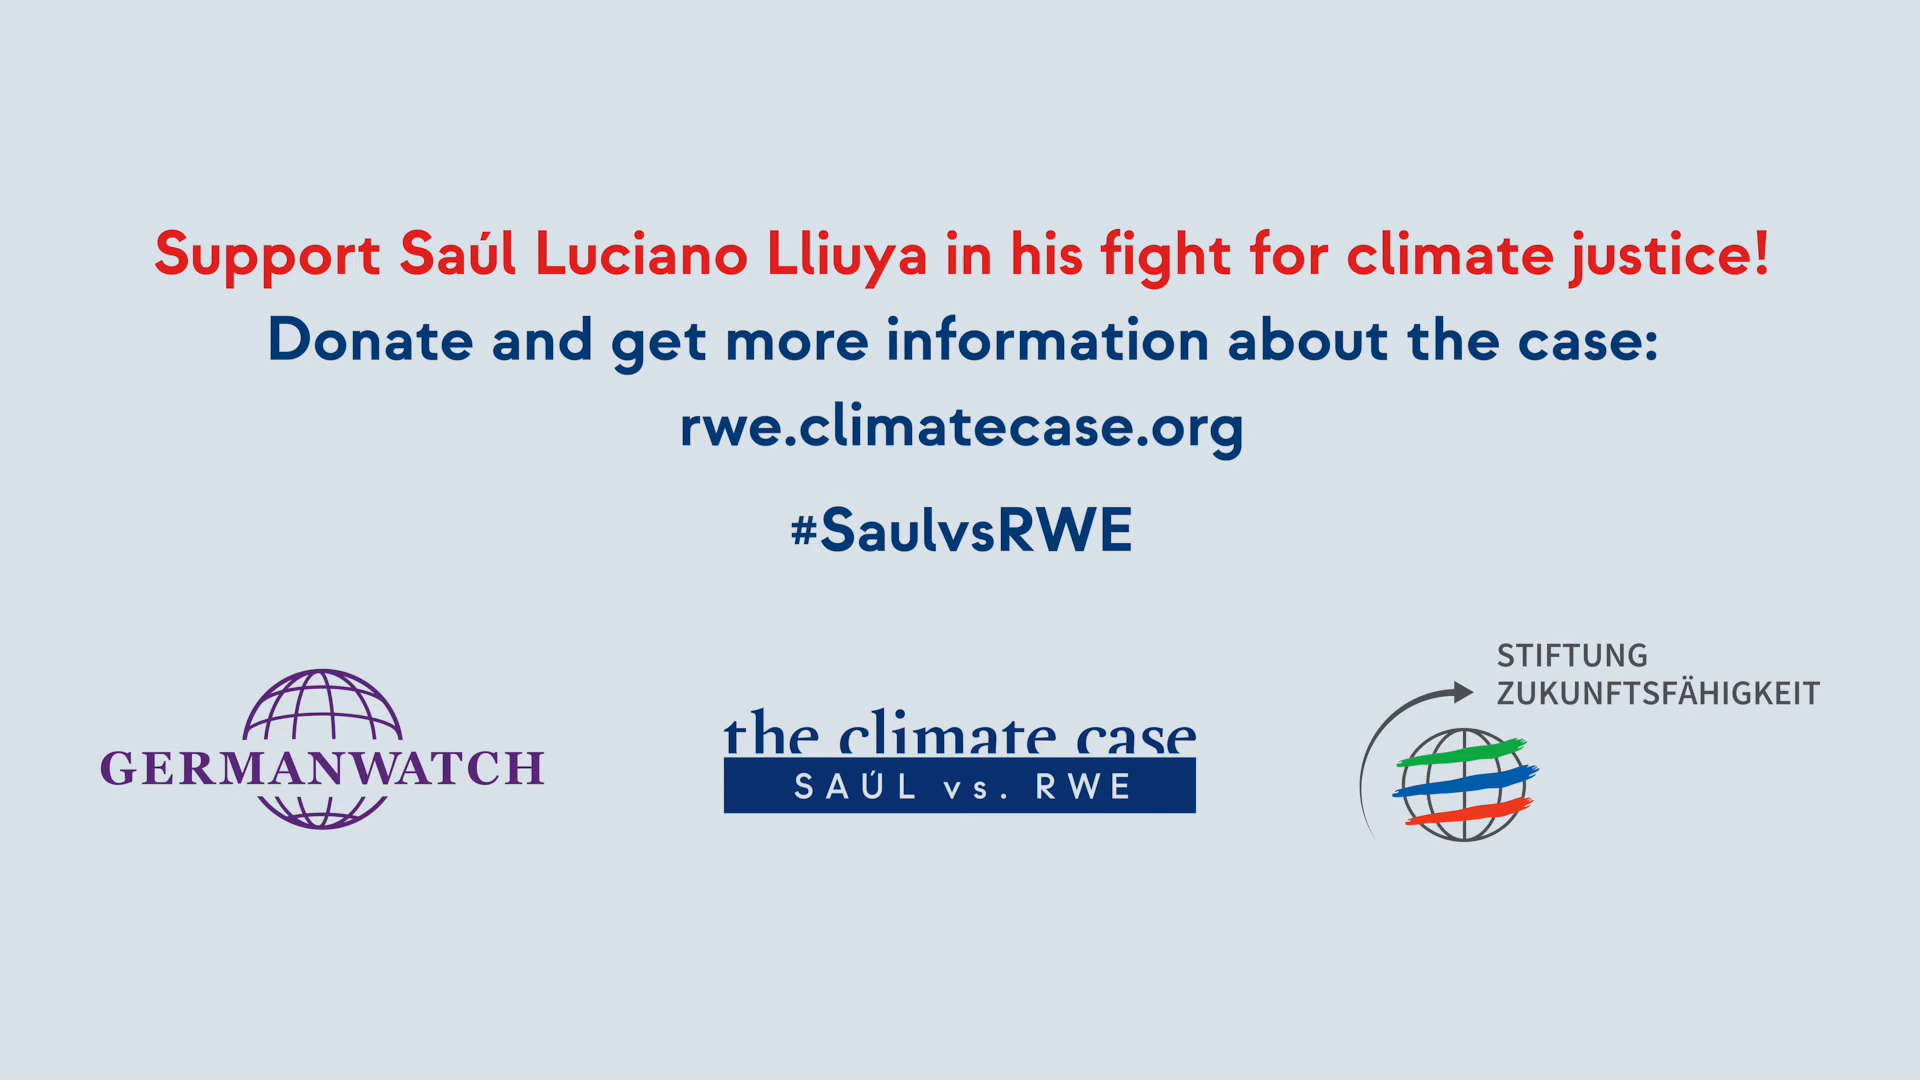 Support Saúl Luciano Lliuya in his fight for climate justice!
Donate and get more information about the case:
rwe.climatecase.org
#SaulvsRWE
GERMANWATCH
the climate case
SAÚL vs. RWE
STIFTUNG
ZUKUNFTSFÄHIGKEIT